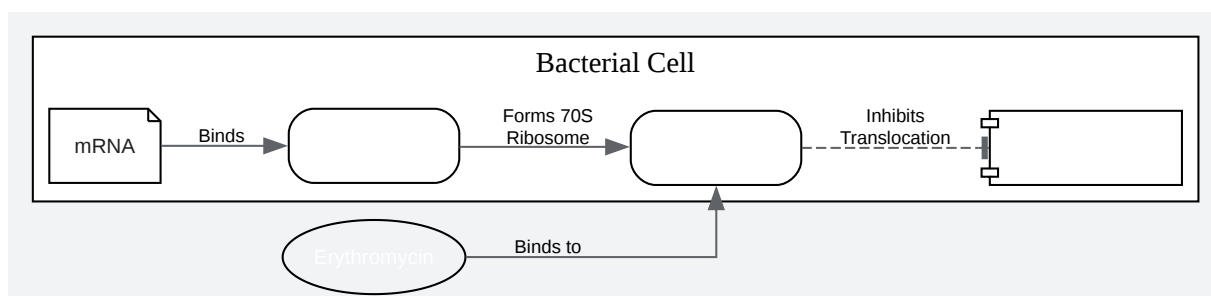 Bacterial Cell
mRNA
Binds
Forms 70S
Ribosome
Inhibits
Translocation
Erythromycin
Binds to